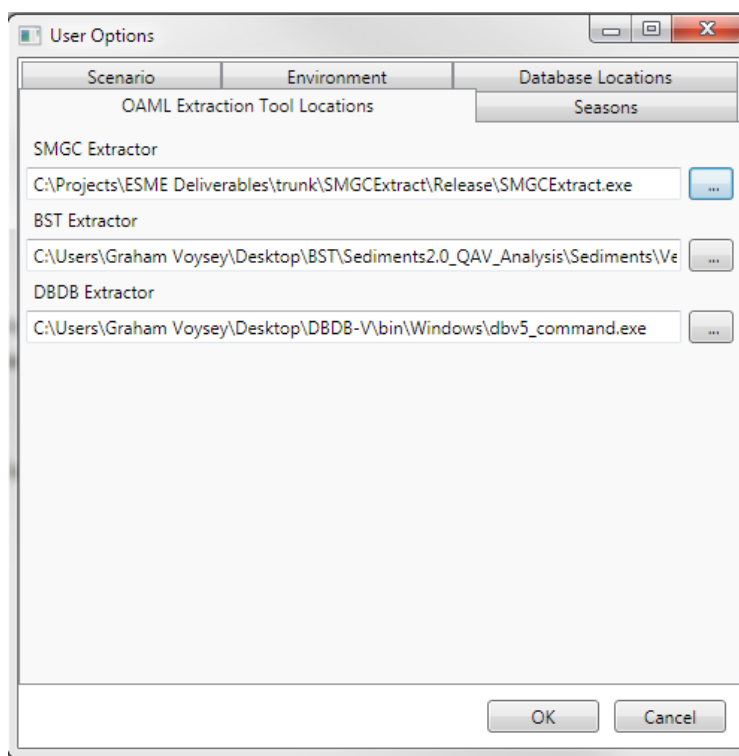 User Options
Scenario Environment Database Locations
OAML Extraction Tool Locations Seasons
SMGC Extractor
C:\Projects\ESME Deliverables\trunk\SMGCExtract\Release\SMGCExtract.exe ...
BST Extractor
C:\Users\Graham Voysey\Desktop\BST\Sediments2.0_QAV_Analysis\Sediments\Ve ...
DBDB Extractor
C:\Users\Graham Voysey\Desktop\DBDB-V\bin\Windows\dbv5_command.exe ...
OK Cancel